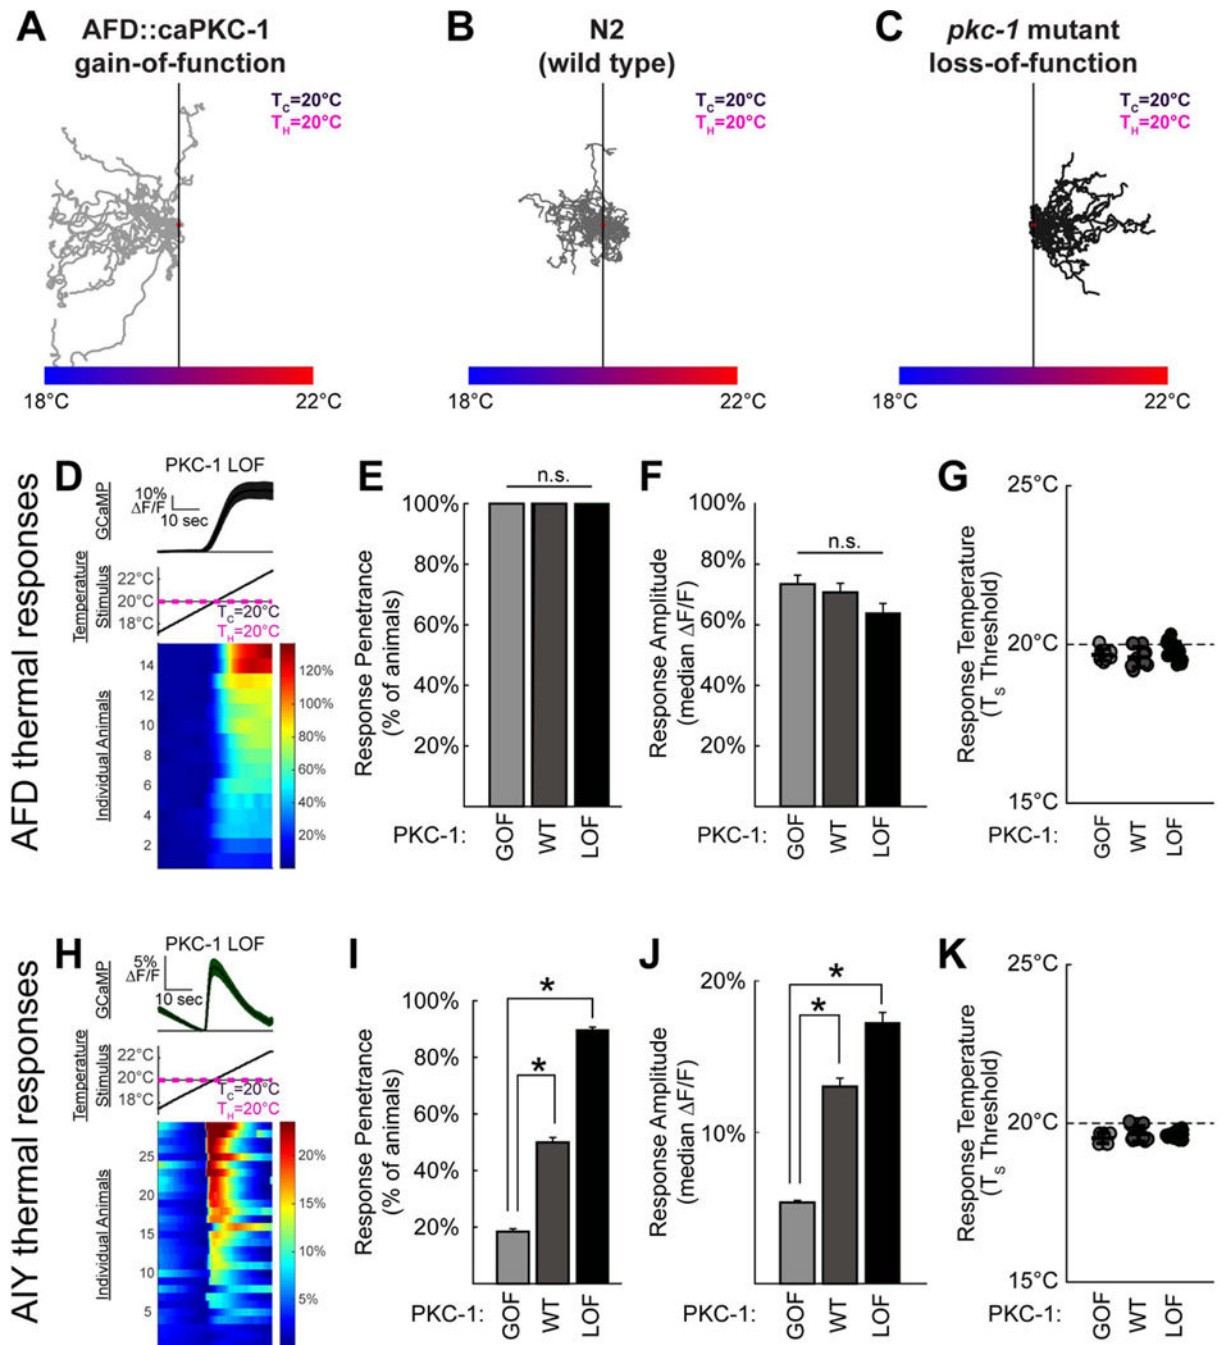 A
AFD::caPKC-1
gain-of-function
B
N2
(wild type)
C
pkc-1 mutant
loss-of-function
TC=20°C
TH=20°C
TC=20°C
TH=20°C
TC=20°C
TH=20°C
18°C
22°C
18°C
22°C
18°C
22°C
AFD thermal responses
D
PKC-1 LOF
GCaMP
10%
ΔF/F
10 sec
Temperature
Stimulus
22°C
20°C
18°C
TC=20°C
TH=20°C
Individual Animals
14
12
10
8
6
4
2
120%
100%
80%
60%
40%
20%
E
n.s.
Response Penetrance
(% of animals)
100%
80%
60%
40%
20%
PKC-1:
GOF
WT
LOF
F
n.s.
Response Amplitude
(median ΔF/F)
100%
80%
60%
40%
20%
PKC-1:
GOF
WT
LOF
G
Response Temperature
(TS Threshold)
25°C
20°C
15°C
PKC-1:
GOF
WT
LOF
AIY thermal responses
H
PKC-1 LOF
GCaMP
5%
ΔF/F
10 sec
Temperature
Stimulus
22°C
20°C
18°C
TC=20°C
TH=20°C
Individual Animals
25
20
15
10
5
20%
15%
10%
5%
I
Response Penetrance
(% of animals)
100%
80%
60%
40%
20%
*
*
PKC-1:
GOF
WT
LOF
J
Response Amplitude
(median ΔF/F)
20%
10%
*
*
PKC-1:
GOF
WT
LOF
K
Response Temperature
(TS Threshold)
25°C
20°C
15°C
PKC-1:
GOF
WT
LOF